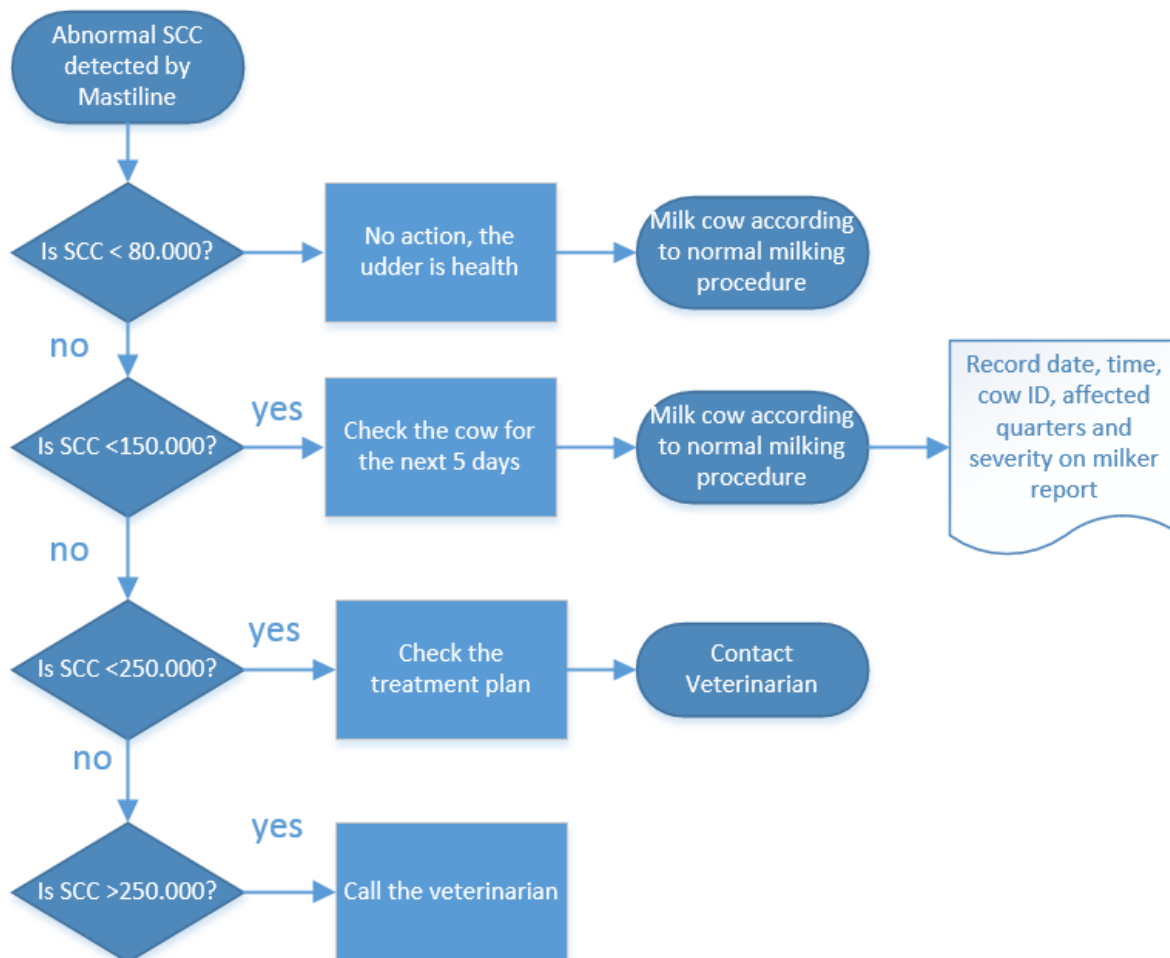 Abnormal SCC
detected by
Mastiline
Is SCC < 80.000?
No action, the
udder is health
Milk cow according
to normal milking
procedure
no
Is SCC <150.000?
yes
Check the cow for
the next 5 days
Milk cow according
to normal milking
procedure
Record date, time,
cow ID, affected
quarters and
severity on milker
report
no
Is SCC <250.000?
yes
Check the
treatment plan
Contact
Veterinarian
no
Is SCC >250.000?
yes
Call the veterinarian